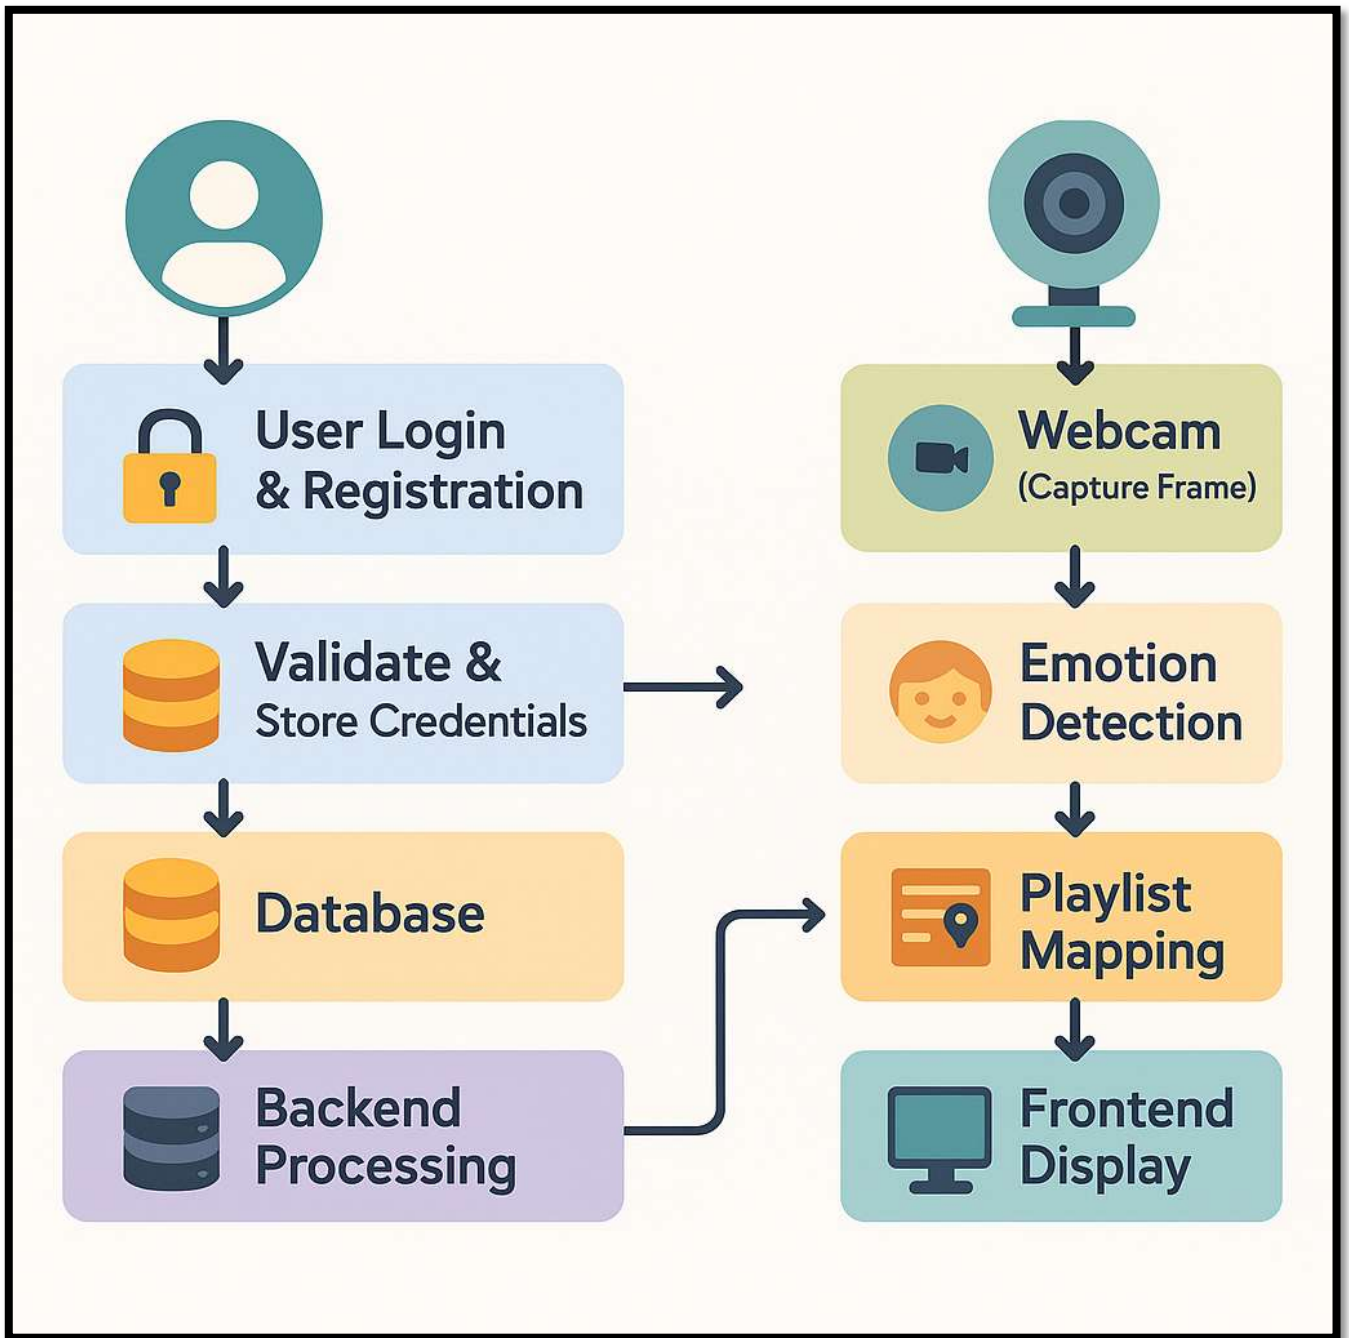 User Login
& Registration
Validate &
Store Credentials
Database
Backend
Processing
Webcam
(Capture Frame)
Emotion
Detection
Playlist
Mapping
Frontend
Display